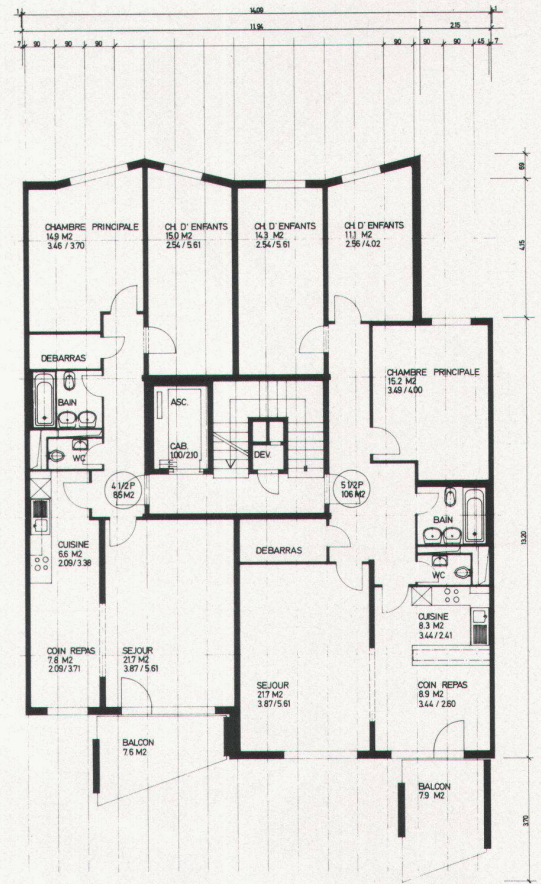 1 14.09 1
11.94 2.15
7 90 90 90 90 90 90 45 7
69
4.15
13.20
3.70
CHAMBRE PRINCIPALE
14.9 M2
3.46 / 3.70
CH. D' ENFANTS
15.0 M2
2.54 / 5.61
CH. D' ENFANTS
14.3 M2
2.54 / 5.61
CH. D' ENFANTS
11.1 M2
2.56 / 4.02
DEBARRAS
BAIN
WC
ASC.
CAB.
1.00/2.10
DEV.
CHAMBRE PRINCIPALE
15.2 M2
3.49 / 4.00
4 1/2 P
85 M2
5 1/2 P
106 M2
BAIN
WC
CUISINE
6.6 M2
2.09 / 3.38
DEBARRAS
CUISINE
8.3 M2
3.44 / 2.41
COIN REPAS
7.8 M2
2.09 / 3.71
SEJOUR
21.7 M2
3.87 / 5.61
SEJOUR
21.7 M2
3.87 / 5.61
COIN REPAS
8.9 M2
3.44 / 2.60
BALCON
7.6 M2
BALCON
7.9 M2